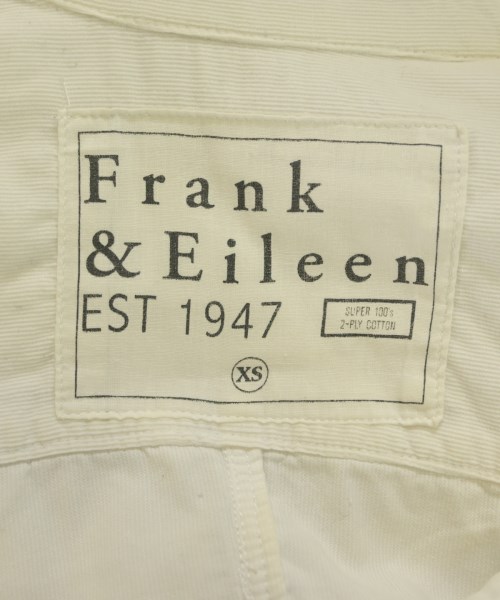 Frank
& Eileen
EST 1947
SUPER 100's
2-PLY COTTON
XS